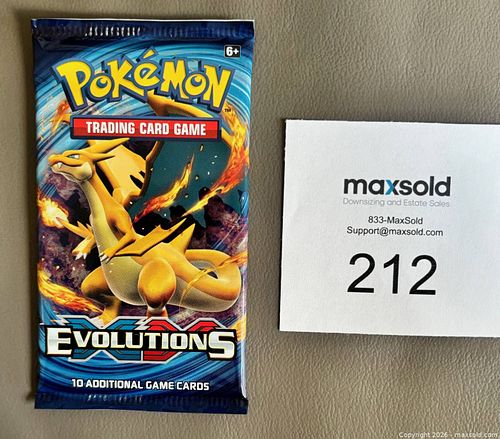 6+
POKéMON
TRADING CARD GAME
XY
EVOLUTIONS
10 ADDITIONAL GAME CARDS
maxsold
Downsizing and Estate Sales
833-MaxSold
Support@maxsold.com
212
Copyright 2026 - maxsold.com